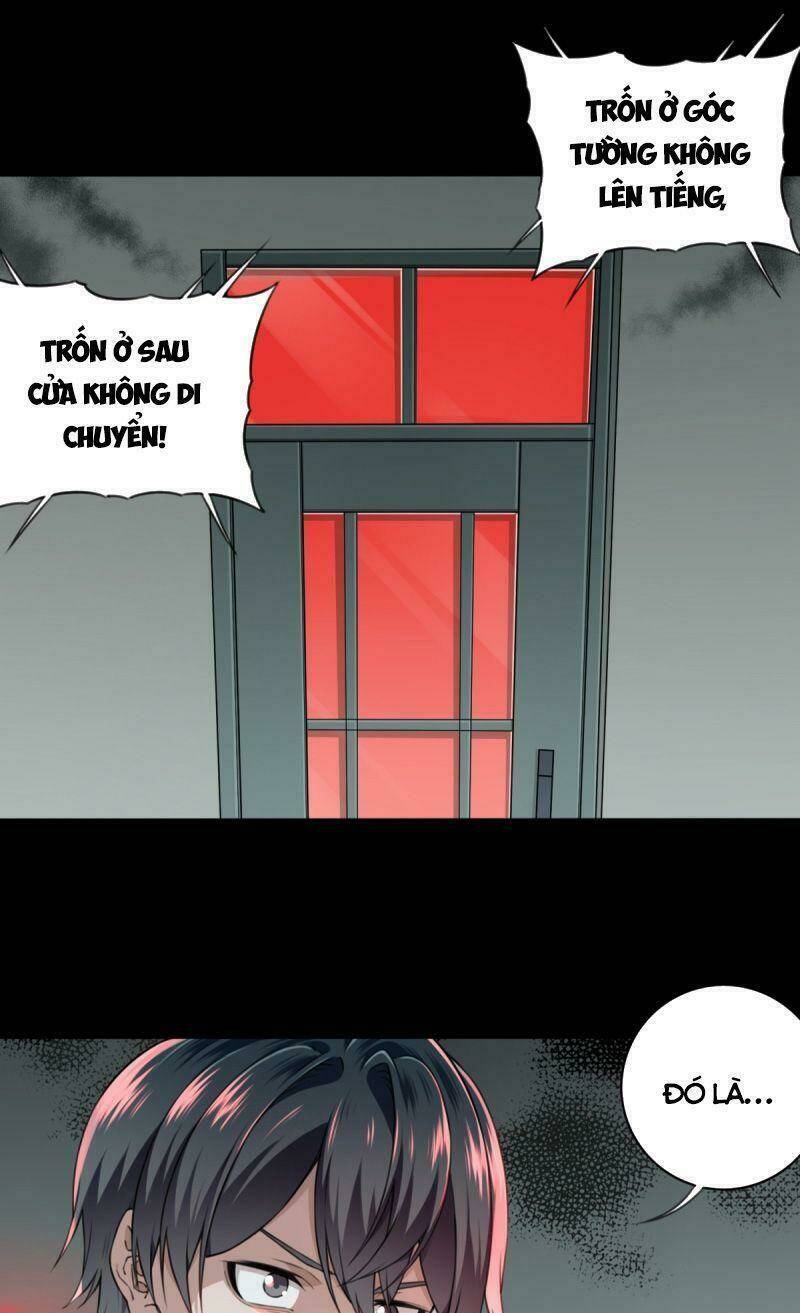 TRỐN Ở GÓC
TƯỜNG KHÔNG
LÊN TIẾNG,
TRỐN Ở SAU
CỬA KHÔNG DI
CHUYỂN!
ĐÓ LÀ...